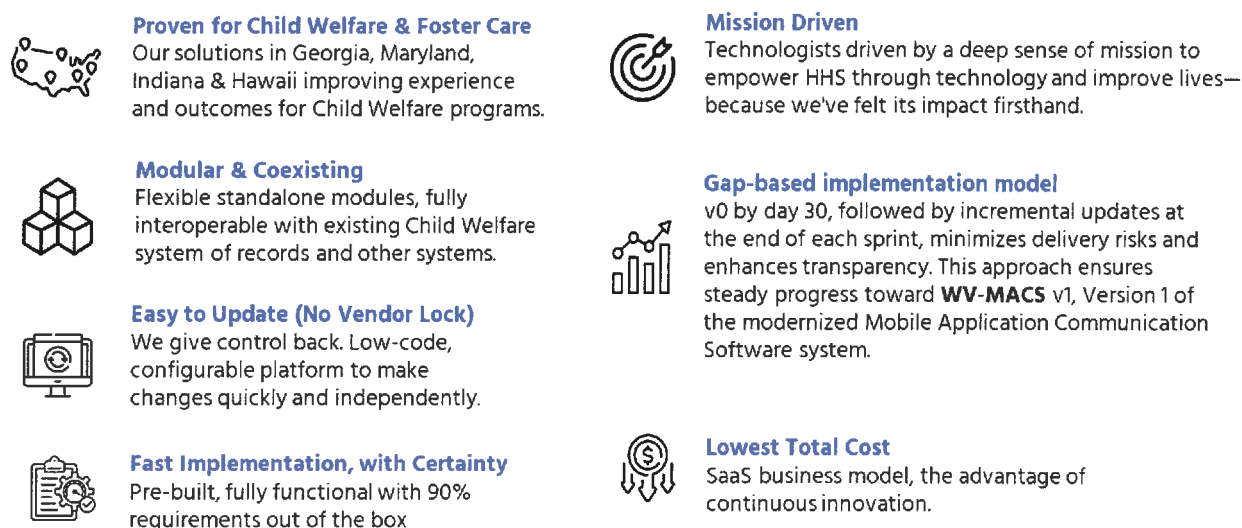 Proven for Child Welfare & Foster Care
Our solutions in Georgia, Maryland,
Indiana & Hawaii improving experience
and outcomes for Child Welfare programs.
Modular & Coexisting
Flexible standalone modules, fully
interoperable with existing Child Welfare
system of records and other systems.
Easy to Update (No Vendor Lock)
We give control back. Low-code,
configurable platform to make
changes quickly and independently.
Fast Implementation, with Certainty
Pre-built, fully functional with 90%
requirements out of the box
Mission Driven
Technologists driven by a deep sense of mission to
empower HHS through technology and improve lives—
because we've felt its impact firsthand.
Gap-based implementation model
v0 by day 30, followed by incremental updates at
the end of each sprint, minimizes delivery risks and
enhances transparency. This approach ensures
steady progress toward WV-MACS v1, Version 1 of
the modernized Mobile Application Communication
Software system.
Lowest Total Cost
SaaS business model, the advantage of
continuous innovation.